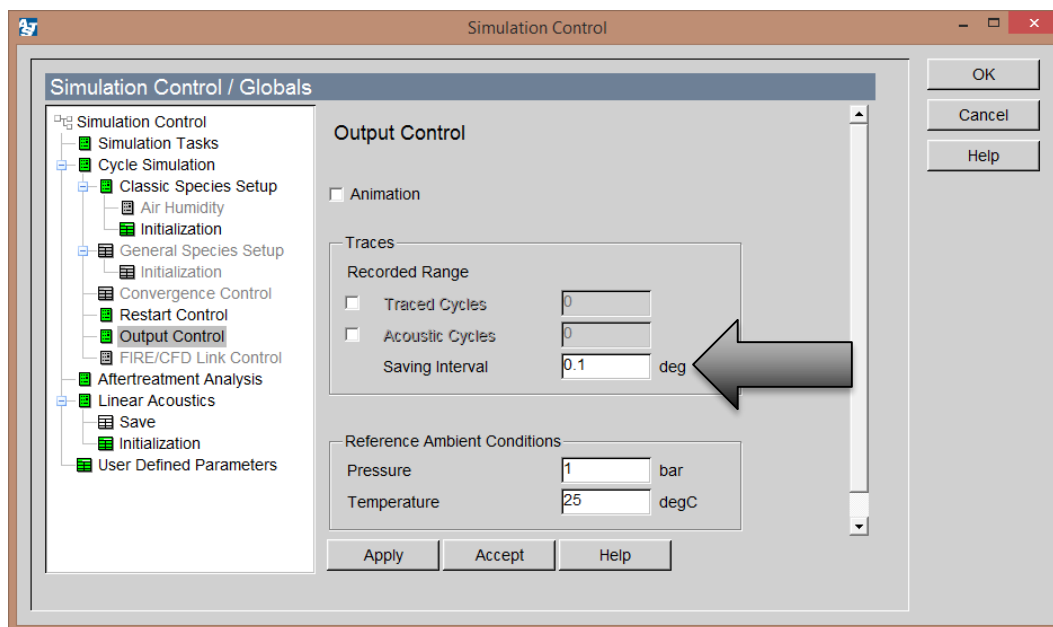 AST
Simulation Control
Simulation Control / Globals
OK
Cancel
Help
Simulation Control
Simulation Tasks
Cycle Simulation
Classic Species Setup
Air Humidity
Initialization
General Species Setup
Initialization
Convergence Control
Restart Control
Output Control
FIRE/CFD Link Control
Aftertreatment Analysis
Linear Acoustics
Save
Initialization
User Defined Parameters
Output Control
Animation
Traces
Recorded Range
Traced Cycles 0
Acoustic Cycles 0
Saving Interval 0.1 deg
Reference Ambient Conditions
Pressure 1 bar
Temperature 25 degC
Apply Accept Help